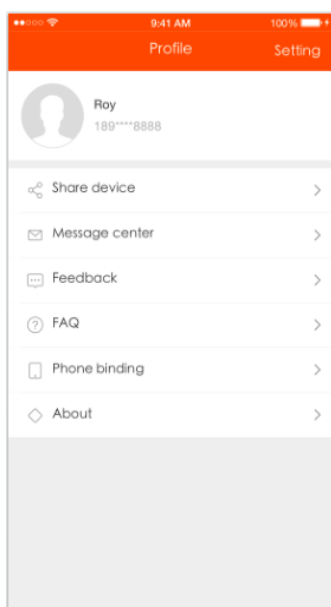 9:41 AM 100%
Profile Setting
Roy
189****8888
Share device
Message center
Feedback
FAQ
Phone binding
About